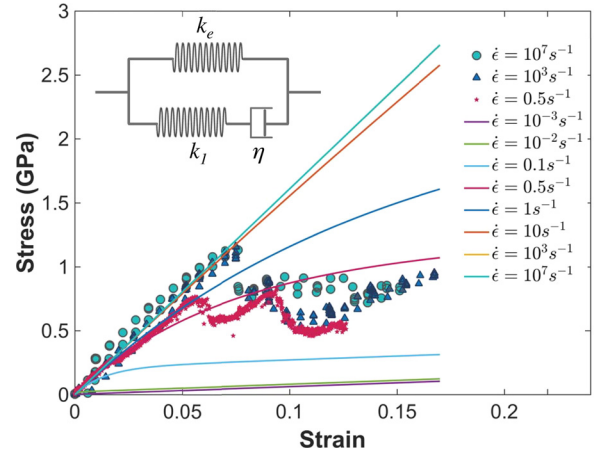 3
2.5
2
1.5
1
0.5
0
0
0.05
0.1
0.15
0.2
Stress (GPa)
Strain
k_e
k_1
η
ε̇ = 10⁷s⁻¹
ε̇ = 10³s⁻¹
ε̇ = 0.5s⁻¹
ε̇ = 10⁻³s⁻¹
ε̇ = 10⁻²s⁻¹
ε̇ = 0.1s⁻¹
ε̇ = 0.5s⁻¹
ε̇ = 1s⁻¹
ε̇ = 10s⁻¹
ε̇ = 10³s⁻¹
ε̇ = 10⁷s⁻¹